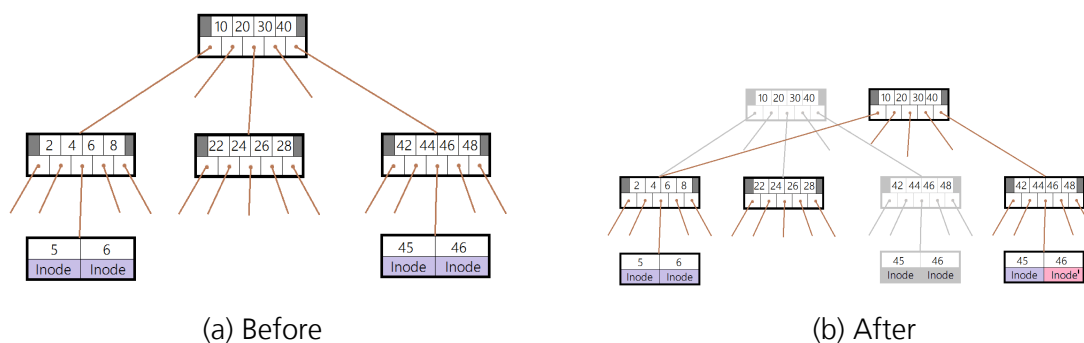 10 20 30 40
2 4 6 8
22 24 26 28
42 44 46 48
5 6
Inode Inode
45 46
Inode Inode
(a) Before
10 20 30 40
10 20 30 40
2 4 6 8
22 24 26 28
42 44 46 48
42 44 46 48
5 6
Inode Inode
45 46
Inode Inode
45 46
Inode Inode'
(b) After